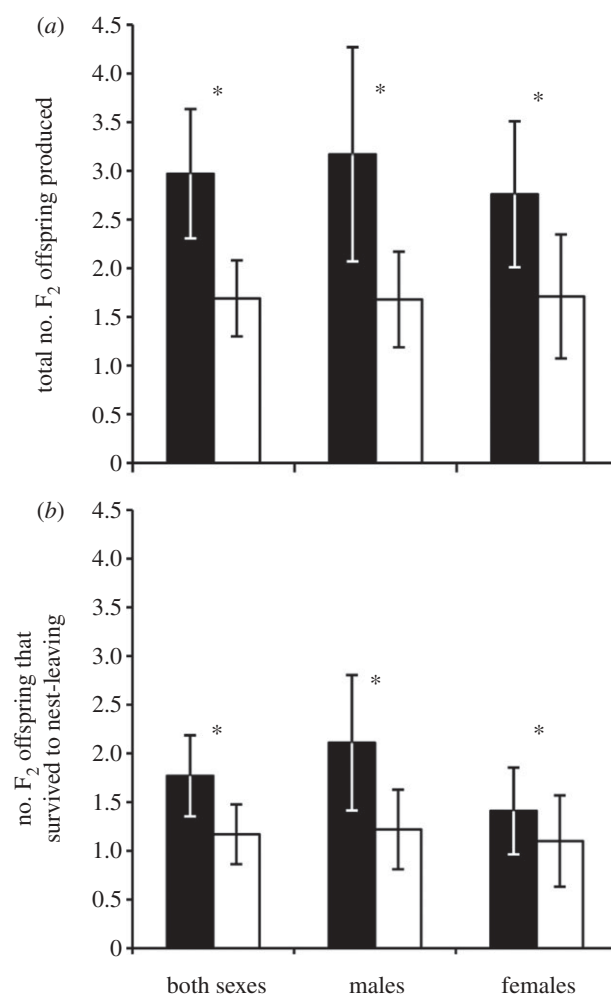 (a)
4.5
4.0
3.5
3.0
2.5
2.0
1.5
1.0
0.5
0
total no. F₂ offspring produced
* * *
(b)
4.5
4.0
3.5
3.0
2.5
2.0
1.5
1.0
0.5
0
no. F₂ offspring that
survived to nest-leaving
* * *
both sexes males females